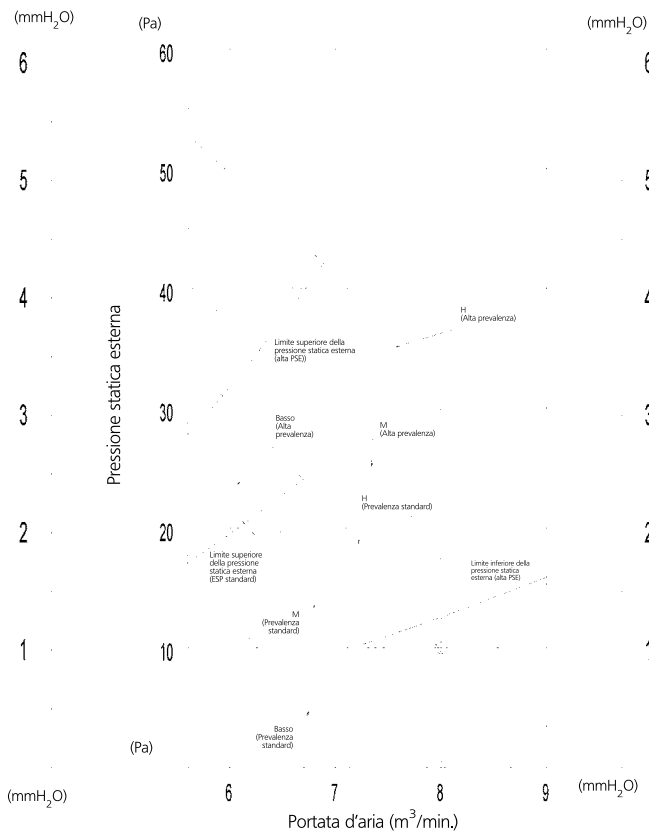 (mmH2O)
(Pa)
(mmH2O)
6
60
6
5
50
5
4
40
4
H
(Alta prevalenza)
Pressione statica esterna
Limite superiore della
pressione statica esterna
(alta PSE))
3
30
3
Basso
(Alta
prevalenza)
M
(Alta prevalenza)
H
(Prevalenza standard)
2
20
2
Limite superiore
della pressione
statica esterna
(ESP standard)
Limite inferiore della
pressione statica
esterna (alta PSE)
M
(Prevalenza
standard)
1
10
1
Basso
(Prevalenza
standard)
(Pa)
(mmH2O)
6
7
8
9
(mmH2O)
Portata d'aria (m3/min.)